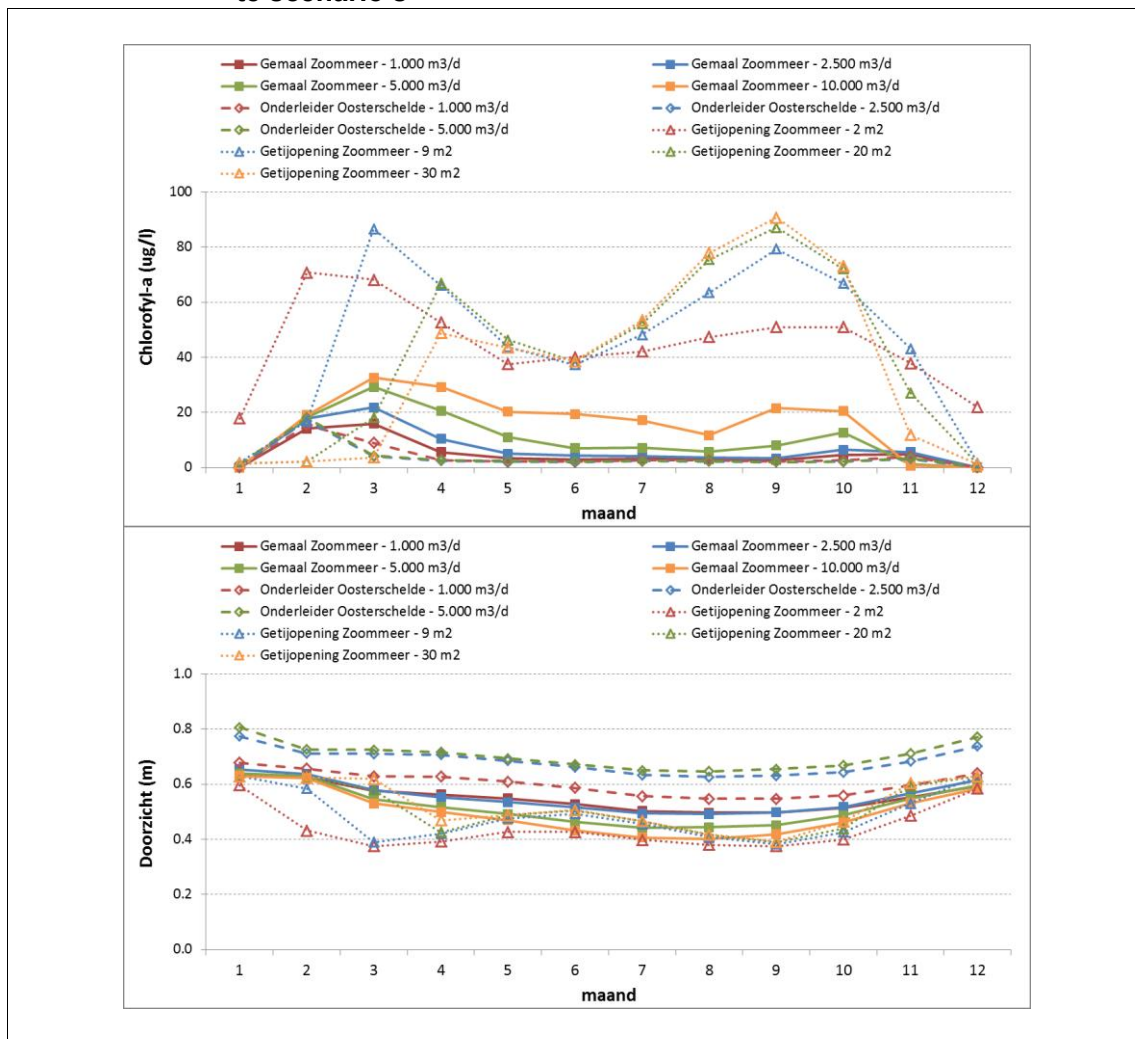 Gemaal Zoommeer - 1.000 m3/d
Gemaal Zoommeer - 2.500 m3/d
Gemaal Zoommeer - 5.000 m3/d
Gemaal Zoommeer - 10.000 m3/d
Onderleider Oosterschelde - 1.000 m3/d
Onderleider Oosterschelde - 2.500 m3/d
Onderleider Oosterschelde - 5.000 m3/d
Getijopening Zoommeer - 2 m2
Getijopening Zoommeer - 9 m2
Getijopening Zoommeer - 20 m2
Getijopening Zoommeer - 30 m2
Chlorofyl-a (ug/l)
100
80
60
40
20
0
1 2 3 4 5 6 7 8 9 10 11 12
maand
Gemaal Zoommeer - 1.000 m3/d
Gemaal Zoommeer - 2.500 m3/d
Gemaal Zoommeer - 5.000 m3/d
Gemaal Zoommeer - 10.000 m3/d
Onderleider Oosterschelde - 1.000 m3/d
Onderleider Oosterschelde - 2.500 m3/d
Onderleider Oosterschelde - 5.000 m3/d
Getijopening Zoommeer - 2 m2
Getijopening Zoommeer - 9 m2
Getijopening Zoommeer - 20 m2
Getijopening Zoommeer - 30 m2
Doorzicht (m)
1.0
0.8
0.6
0.4
0.2
0.0
1 2 3 4 5 6 7 8 9 10 11 12
maand